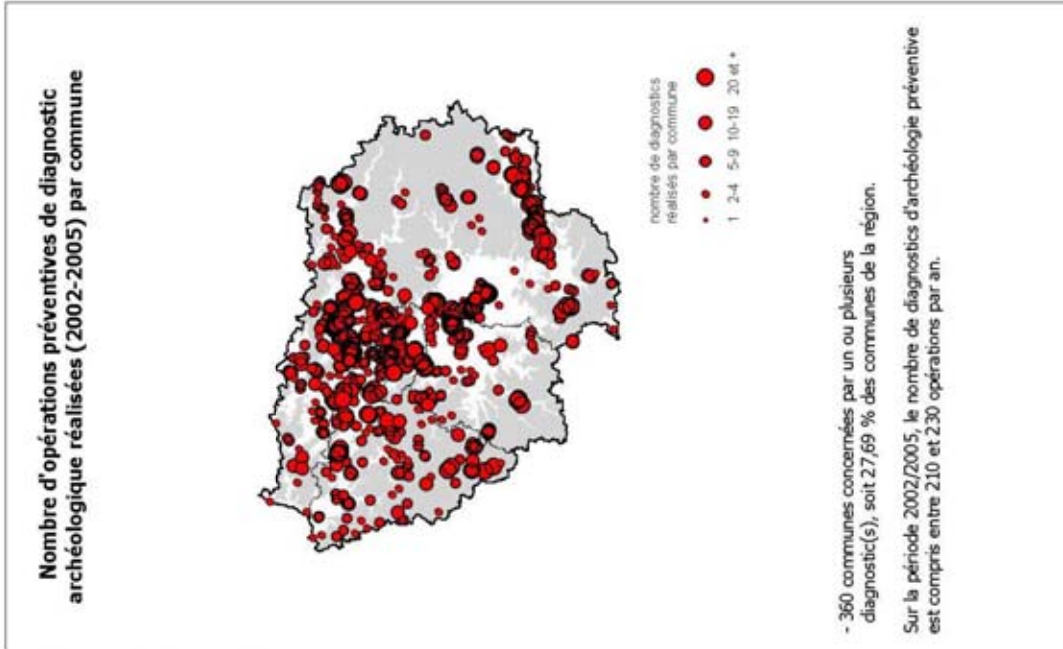 Nombre d'opérations préventives de diagnostic
archéologique réalisées (2002-2005) par commune
nombre de diagnostics
réalisés par commune
1 2-4 5-9 10-19 20 et +
- 360 communes concernées par un ou plusieurs
diagnostic(s), soit 27,69 % des communes de la région.
Sur la période 2002/2005, le nombre de diagnostics d'archéologie préventive
est compris entre 210 et 230 opérations par an.